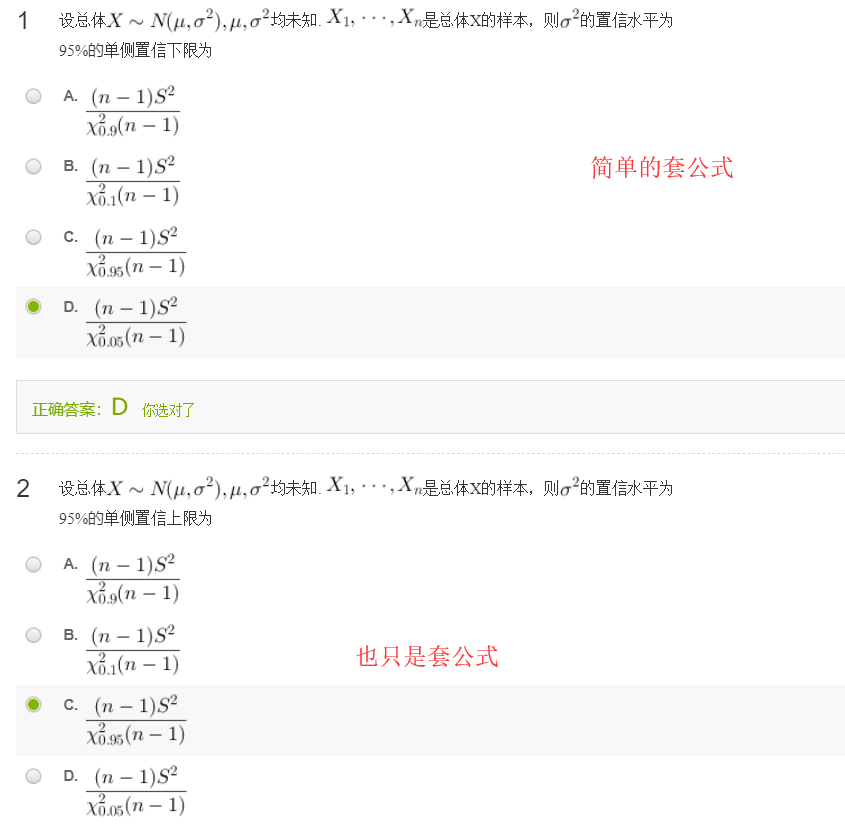 1 设总体X ~ N(μ,σ²),μ,σ²均未知. X₁,···,Xₙ是总体X的样本，则σ²的置信水平为
95%的单侧置信下限为
A. (n − 1)S² / χ²₀.₉(n − 1)
B. (n − 1)S² / χ²₀.₁(n − 1)
简单的套公式
C. (n − 1)S² / χ²₀.₉₅(n − 1)
D. (n − 1)S² / χ²₀.₀₅(n − 1)
正确答案：D 你选对了
2 设总体X ~ N(μ,σ²),μ,σ²均未知. X₁,···,Xₙ是总体X的样本，则σ²的置信水平为
95%的单侧置信上限为
A. (n − 1)S² / χ²₀.₉(n − 1)
B. (n − 1)S² / χ²₀.₁(n − 1)
也只是套公式
C. (n − 1)S² / χ²₀.₉₅(n − 1)
D. (n − 1)S² / χ²₀.₀₅(n − 1)